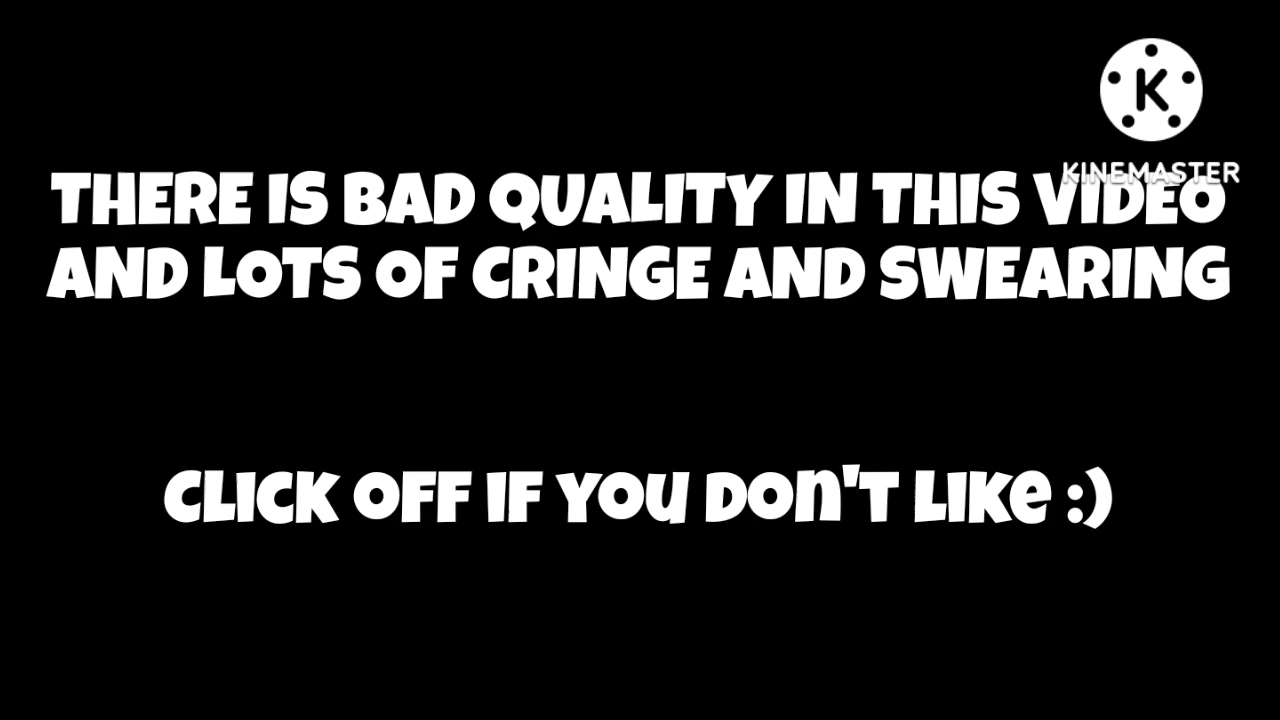 KINEMASTER
THERE IS BAD QUALITY IN THIS VIDEO
AND LOTS OF CRINGE AND SWEARING
CLICK OFF IF YOU DON'T LIKE :)